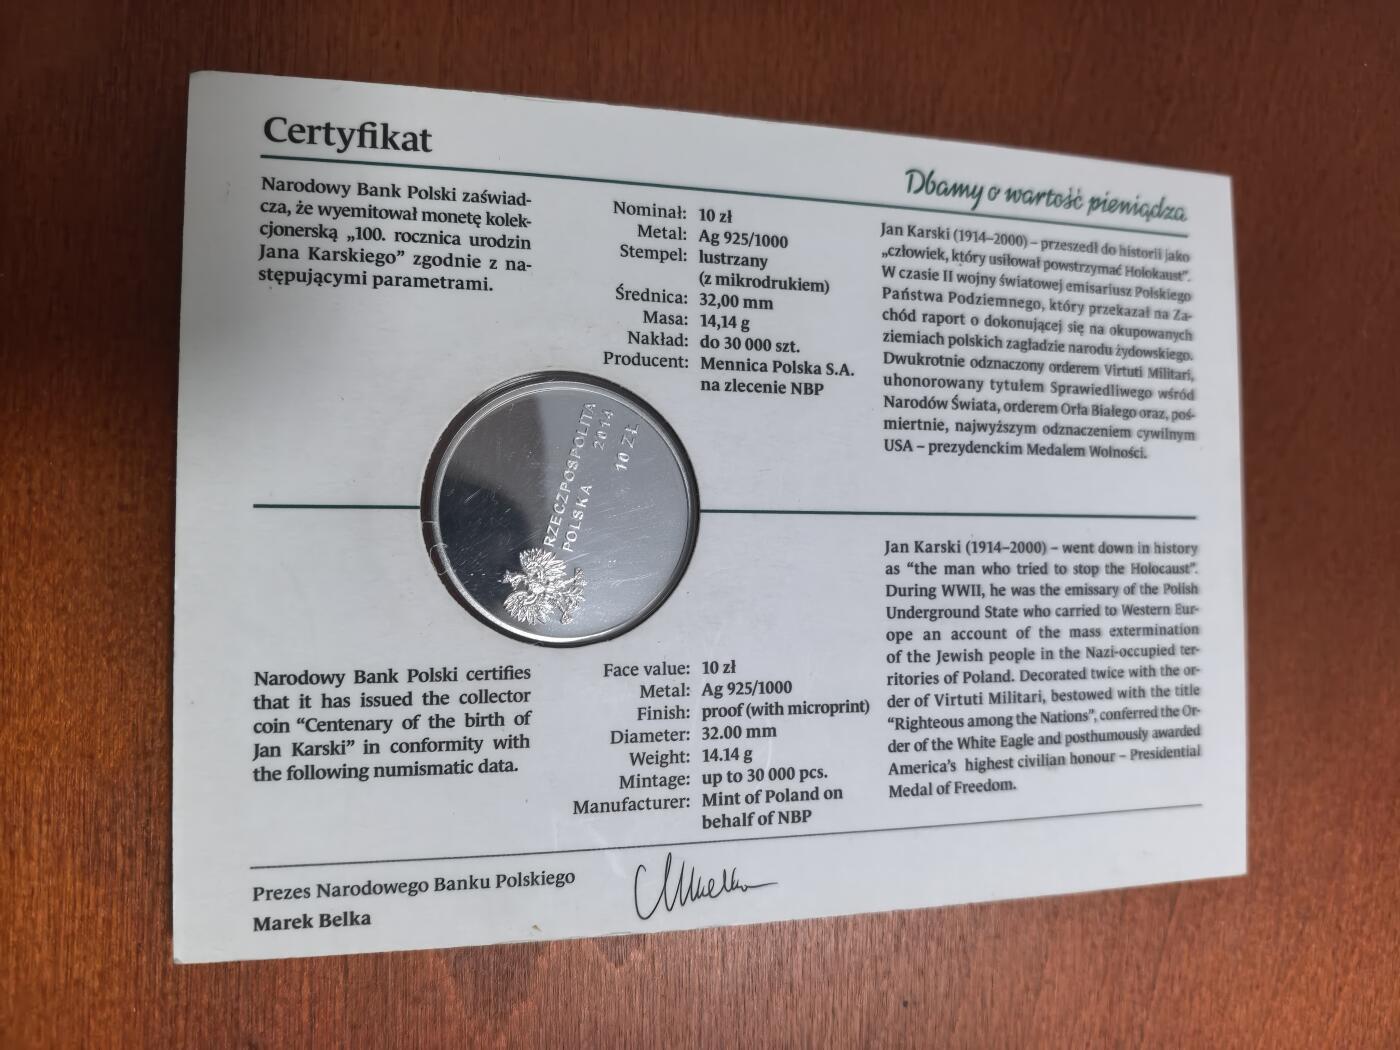 Certyfikat
Dbamy o wartość pieniądza
Narodowy Bank Polski zaświad-
cza, że wyemitował monetę kolek-
cjonerską „100. rocznica urodzin
Jana Karskiego” zgodnie z na-
stępującymi parametrami.
Nominał: 10 zł
Metal: Ag 925/1000
Stempel: lustrzany
(z mikrodrukiem)
Średnica: 32,00 mm
Masa: 14,14 g
Nakład: do 30 000 szt.
Producent: Mennica Polska S.A.
na zlecenie NBP
Jan Karski (1914–2000) – przeszedł do historii jako
„człowiek, który usiłował powstrzymać Holokaust”.
W czasie II wojny światowej emisariusz Polskiego
Państwa Podziemnego, który przekazał na Za-
chód raport o dokonującej się na okupowanych
ziemiach polskich zagładzie narodu żydowskiego.
Dwukrotnie odznaczony orderem Virtuti Militari,
uhonorowany tytułem Sprawiedliwego wśród
Narodów Świata, orderem Orła Białego oraz, poś-
miertnie, najwyższym odznaczeniem cywilnym
USA – prezydenckim Medalem Wolności.
RZECZPOSPOLITA
POLSKA
2014
10 ZŁ
Narodowy Bank Polski certifies
that it has issued the collector
coin “Centenary of the birth of
Jan Karski” in conformity with
the following numismatic data.
Face value: 10 zł
Metal: Ag 925/1000
Finish: proof (with microprint)
Diameter: 32.00 mm
Weight: 14.14 g
Mintage: up to 30 000 pcs.
Manufacturer: Mint of Poland on
behalf of NBP
Jan Karski (1914–2000) – went down in history
as “the man who tried to stop the Holocaust”.
During WWII, he was the emissary of the Polish
Underground State who carried to Western Eur-
ope an account of the mass extermination
of the Jewish people in the Nazi-occupied ter-
ritories of Poland. Decorated twice with the or-
der of Virtuti Militari, bestowed with the title
“Righteous among the Nations”, conferred the Or-
der of the White Eagle and posthumously awarded
America’s highest civilian honour – Presidential
Medal of Freedom.
Prezes Narodowego Banku Polskiego
Marek Belka